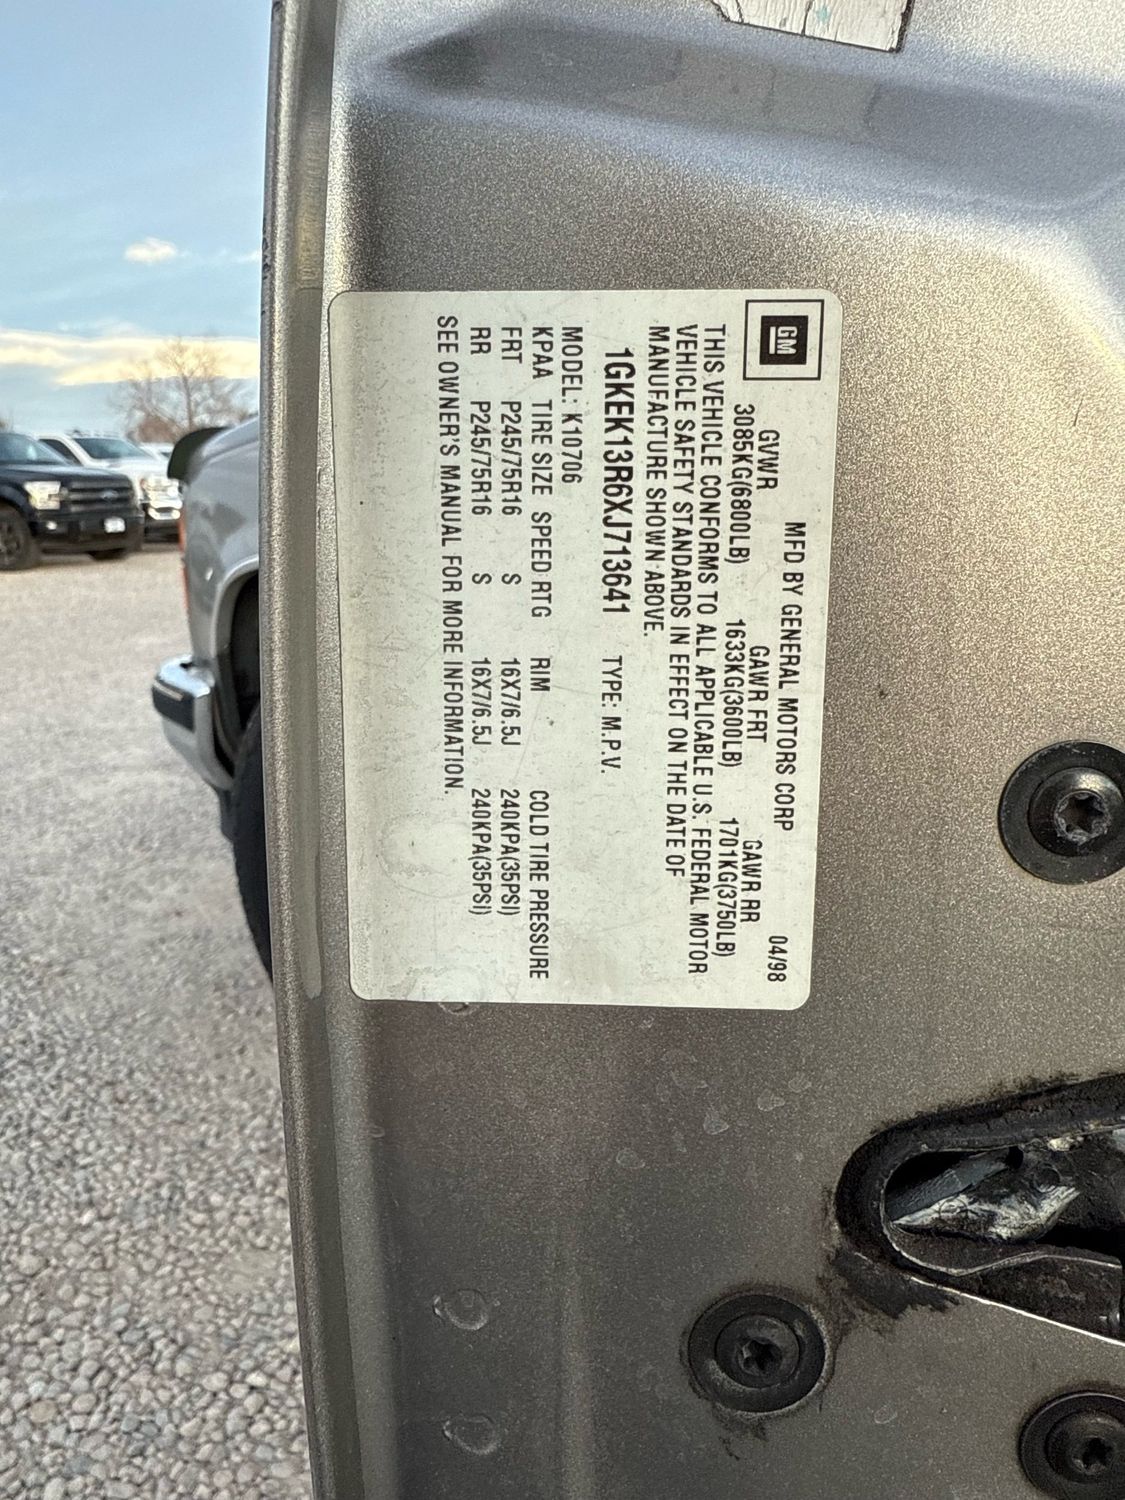 GM
MFD BY GENERAL MOTORS CORP 04/98
GVWR GAWR FRT GAWR RR
3085KG(6800LB) 1633KG(3600LB) 1701KG(3750LB)
THIS VEHICLE CONFORMS TO ALL APPLICABLE U.S. FEDERAL MOTOR
VEHICLE SAFETY STANDARDS IN EFFECT ON THE DATE OF
MANUFACTURE SHOWN ABOVE.
1GKEK13R6XJ713641 TYPE: M.P.V.
MODEL: K10706
KPAA TIRE SIZE SPEED RTG RIM COLD TIRE PRESSURE
FRT P245/75R16 S 16X7/6.5J 240KPA(35PSI)
RR P245/75R16 S 16X7/6.5J 240KPA(35PSI)
SEE OWNER'S MANUAL FOR MORE INFORMATION.